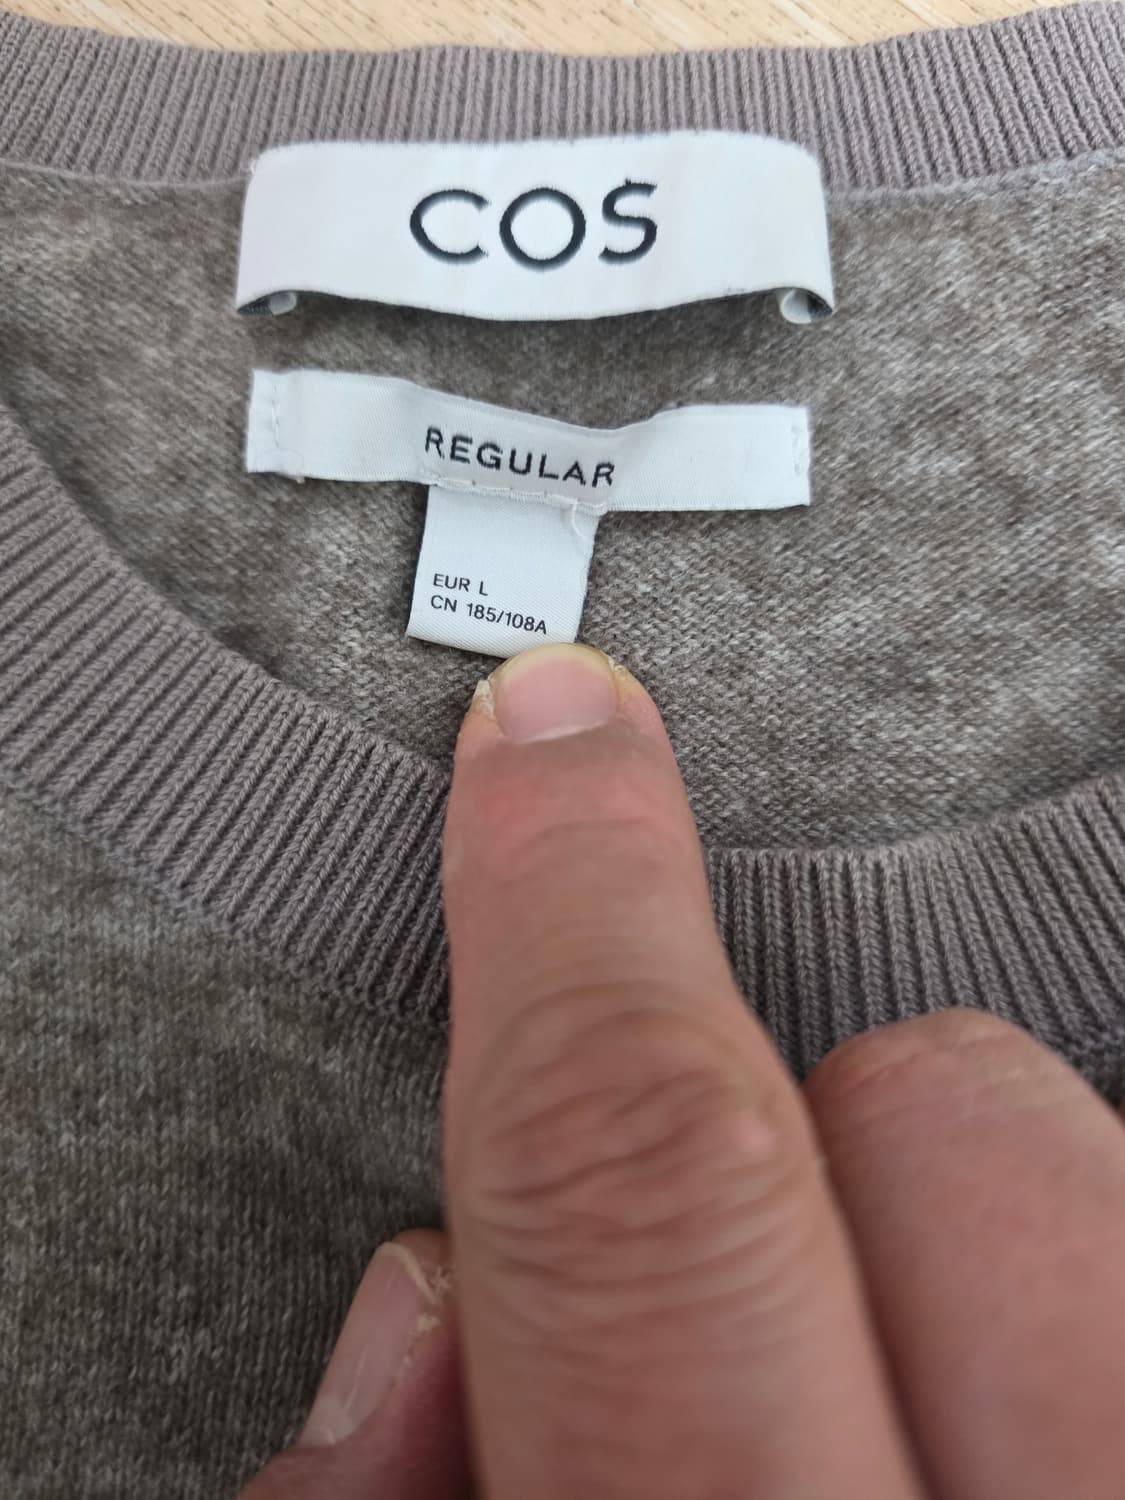 COS
REGULAR
EUR L
CN 185/108A